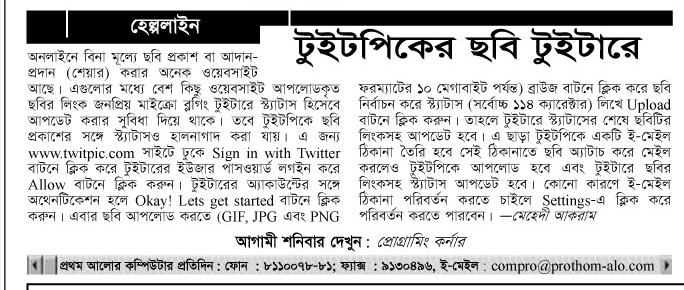 হেল্পলাইন
টুইটপিকের ছবি টুইটারে
অনলাইনে বিনা মূল্যে ছবি প্রকাশ বা আদান-
প্রদান (শেয়ার) করার অনেক ওয়েবসাইট
আছে। এগুলোর মধ্যে বেশ কিছু ওয়েবসাইট আপলোডকৃত
ছবির লিংক জনপ্রিয় মাইক্রো ব্লগিং টুইটারে স্ট্যাটাস হিসেবে
আপডেট করার সুবিধা দিয়ে থাকে। তবে টুইটপিকে ছবি
প্রকাশের সঙ্গে স্ট্যাটাসও হালনাগাদ করা যায়। এ জন্য
www.twitpic.com সাইটে ঢুকে Sign in with Twitter
বাটনে ক্লিক করে টুইটারের ইউজার পাসওয়ার্ড লগইন করে
Allow বাটনে ক্লিক করুন। টুইটারের অ্যাকাউন্টের সঙ্গে
অথেনটিকেশন হলে Okay! Lets get started বাটনে ক্লিক
করুন। এবার ছবি আপলোড করতে (GIF, JPG এবং PNG
ফরম্যাটের ১০ মেগাবাইট পর্যন্ত) ব্রাউজ বাটনে ক্লিক করে ছবি
নির্বাচন করে স্ট্যাটাস (সর্বোচ্চ ১১৪ ক্যারেক্টার) লিখে Upload
বাটনে ক্লিক করুন। তাহলে টুইটারে স্ট্যাটাসের শেষে ছবিটির
লিংকসহ আপডেট হবে। এ ছাড়া টুইটপিকে একটি ই-মেইল
ঠিকানা তৈরি হবে সেই ঠিকানাতে ছবি অ্যাটাচ করে মেইল
করলেও টুইটপিকে আপলোড হবে এবং টুইটারে ছবির
লিংকসহ স্ট্যাটাস আপডেট হবে। কোনো কারণে ই-মেইল
ঠিকানা পরিবর্তন করতে চাইলে Settings-এ ক্লিক করে
পরিবর্তন করতে পারবেন। —মেহেদী আকরাম
আগামী শনিবার দেখুন : প্রোগ্রামিং কর্নার
প্রথম আলোর কম্পিউটার প্রতিদিন : ফোন : ৮১১০০৭৮-৮১; ফ্যাক্স : ৯১৩০৪৯৬, ই-মেইল : compro@prothom-alo.com